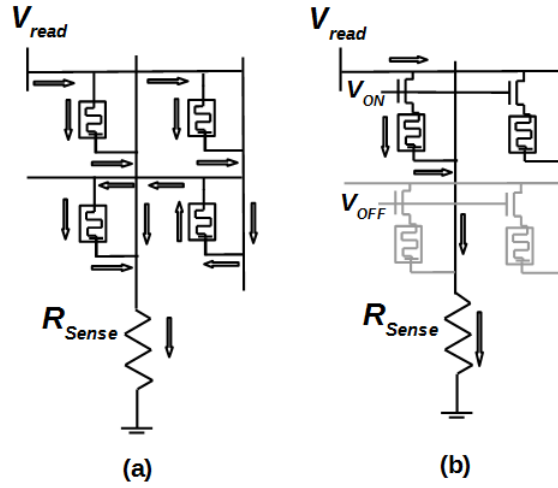 V_read
R_Sense
(a)
V_read
V_ON
V_OFF
R_Sense
(b)